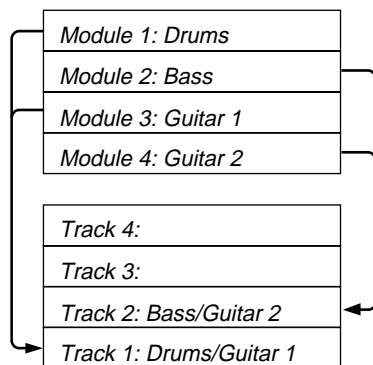 Module 1: Drums
Module 2: Bass
Module 3: Guitar 1
Module 4: Guitar 2
Track 4:
Track 3:
Track 2: Bass/Guitar 2
Track 1: Drums/Guitar 1